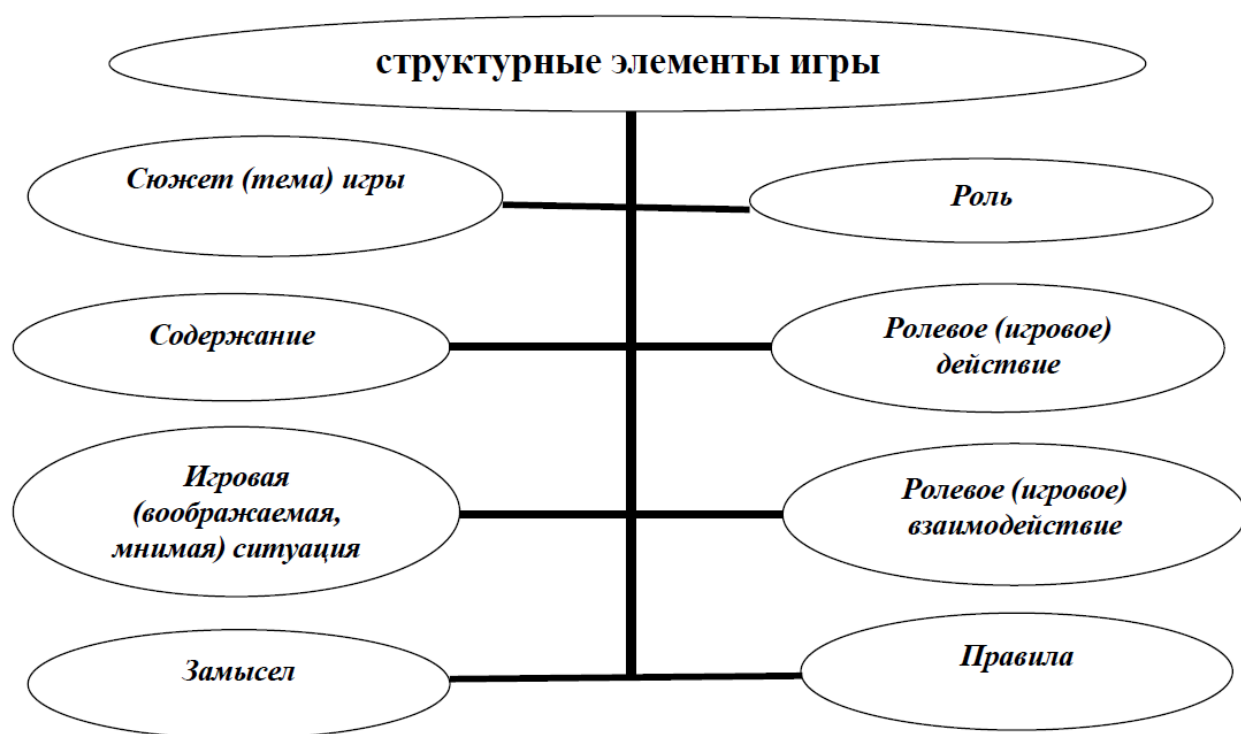 структурные элементы игры
Сюжет (тема) игры
Роль
Содержание
Ролевое (игровое)
действие
Игровая
(воображаемая,
мнимая) ситуация
Ролевое (игровое)
взаимодействие
Замысел
Правила